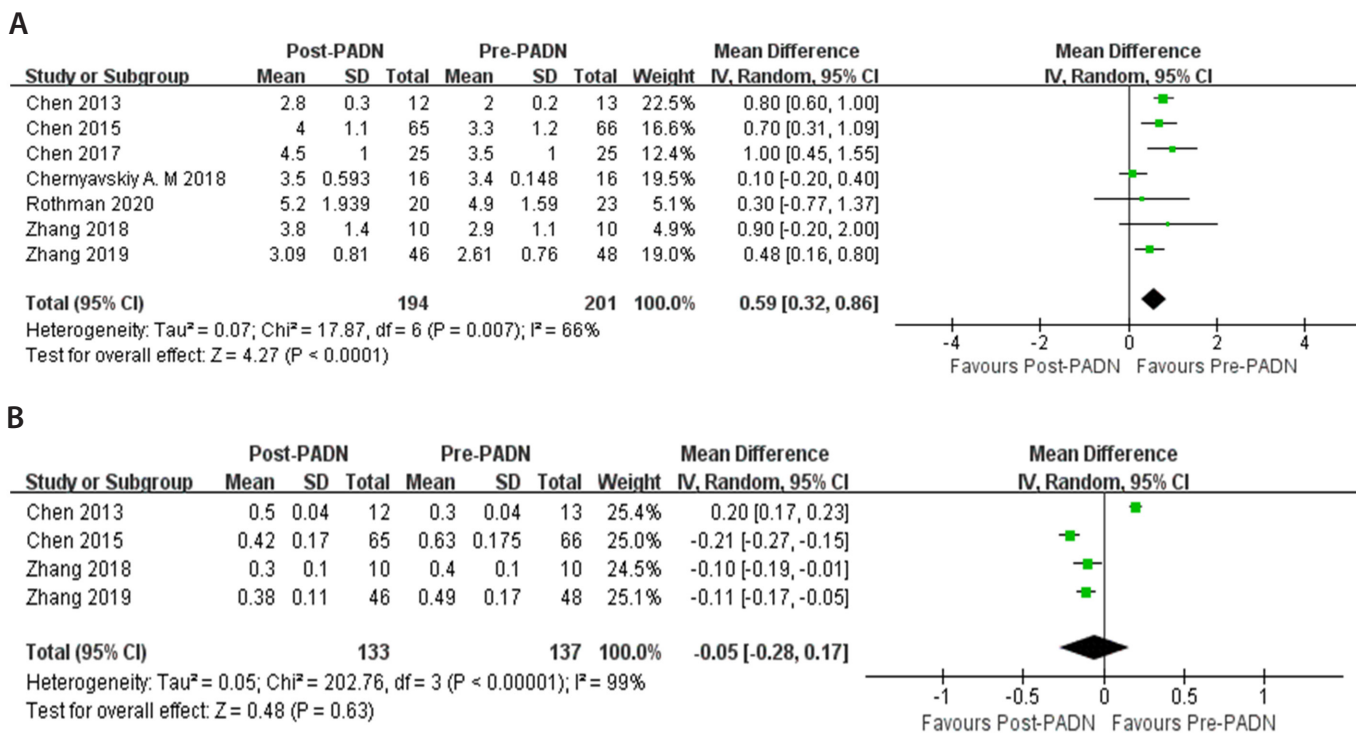 A
Post-PADN Pre-PADN Mean Difference Mean Difference
Study or Subgroup Mean SD Total Mean SD Total Weight IV, Random, 95% CI IV, Random, 95% CI
Chen 2013 2.8 0.3 12 2 0.2 13 22.5% 0.80 [0.60, 1.00]
Chen 2015 4 1.1 65 3.3 1.2 66 16.6% 0.70 [0.31, 1.09]
Chen 2017 4.5 1 25 3.5 1 25 12.4% 1.00 [0.45, 1.55]
Chernyavskiy A. M 2018 3.5 0.593 16 3.4 0.148 16 19.5% 0.10 [-0.20, 0.40]
Rothman 2020 5.2 1.939 20 4.9 1.59 23 5.1% 0.30 [-0.77, 1.37]
Zhang 2018 3.8 1.4 10 2.9 1.1 10 4.9% 0.90 [-0.20, 2.00]
Zhang 2019 3.09 0.81 46 2.61 0.76 48 19.0% 0.48 [0.16, 0.80]
Total (95% CI) 194 201 100.0% 0.59 [0.32, 0.86]
Heterogeneity: Tau² = 0.07; Chi² = 17.87, df = 6 (P = 0.007); I² = 66%
Test for overall effect: Z = 4.27 (P < 0.0001)
-4 -2 0 2 4
Favours Post-PADN Favours Pre-PADN
B
Post-PADN Pre-PADN Mean Difference Mean Difference
Study or Subgroup Mean SD Total Mean SD Total Weight IV, Random, 95% CI IV, Random, 95% CI
Chen 2013 0.5 0.04 12 0.3 0.04 13 25.4% 0.20 [0.17, 0.23]
Chen 2015 0.42 0.17 65 0.63 0.175 66 25.0% -0.21 [-0.27, -0.15]
Zhang 2018 0.3 0.1 10 0.4 0.1 10 24.5% -0.10 [-0.19, -0.01]
Zhang 2019 0.38 0.11 46 0.49 0.17 48 25.1% -0.11 [-0.17, -0.05]
Total (95% CI) 133 137 100.0% -0.05 [-0.28, 0.17]
Heterogeneity: Tau² = 0.05; Chi² = 202.76, df = 3 (P < 0.00001); I² = 99%
Test for overall effect: Z = 0.48 (P = 0.63)
-1 -0.5 0 0.5 1
Favours Post-PADN Favours Pre-PADN